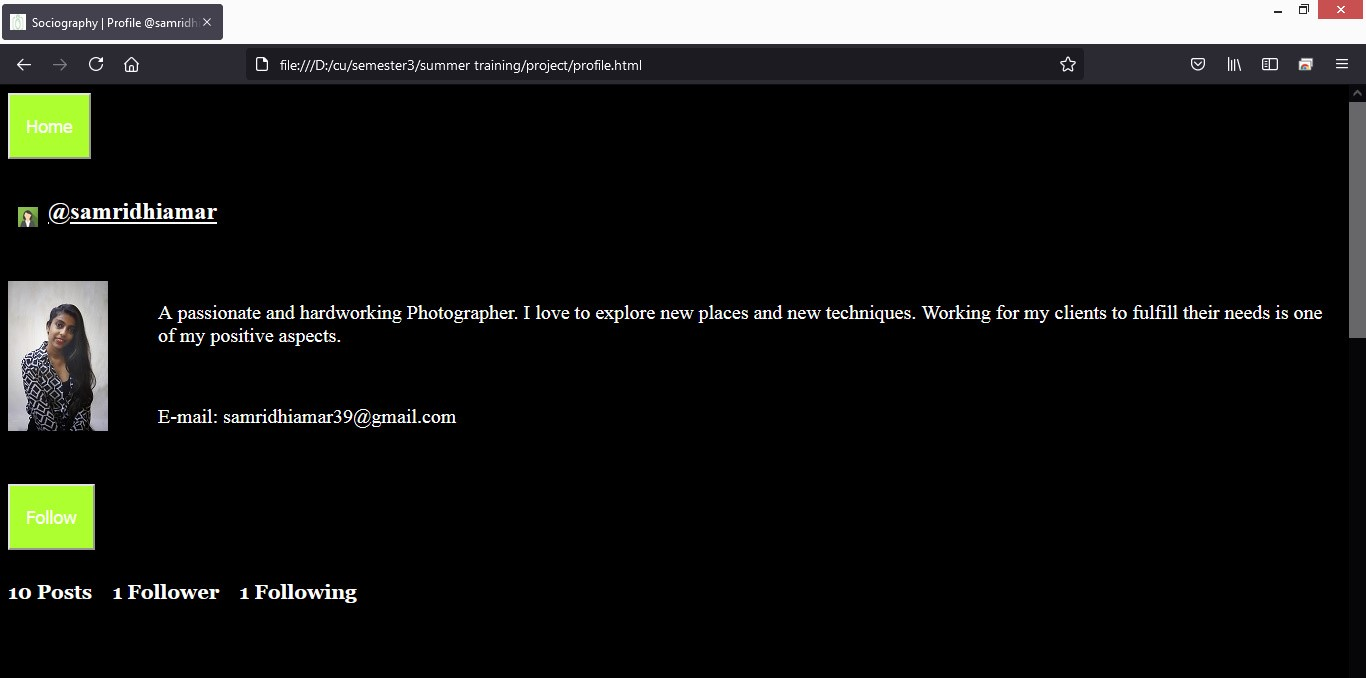 Sociography | Profile @samridh
file:///D:/cu/semester3/summer training/project/profile.html
Home
@samridhiamar
A passionate and hardworking Photographer. I love to explore new places and new techniques. Working for my clients to fulfill their needs is one
of my positive aspects.
E-mail: samridhiamar39@gmail.com
Follow
10 Posts 1 Follower 1 Following